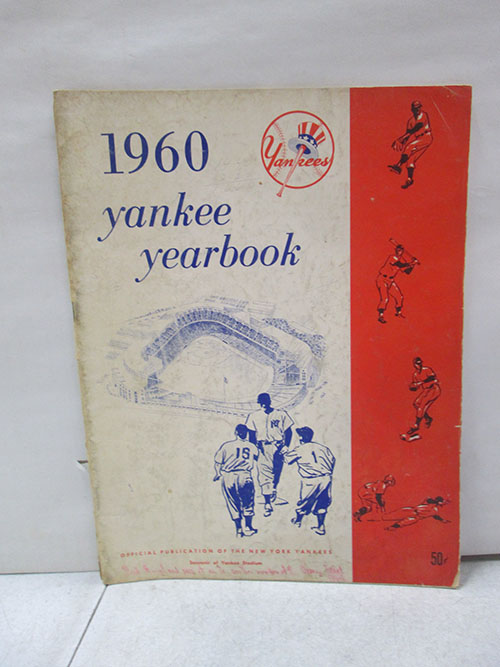 1960
Yankees
yankee
yearbook
NY
15
1
OFFICIAL PUBLICATION OF THE NEW YORK YANKEES
Souvenir of Yankee Stadium
50¢